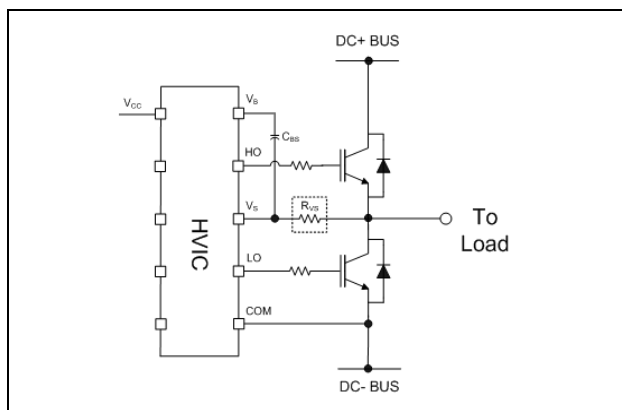 DC+ BUS
VCC
VB
CBS
HO
VS
RVS
To
Load
HVIC
LO
COM
DC- BUS